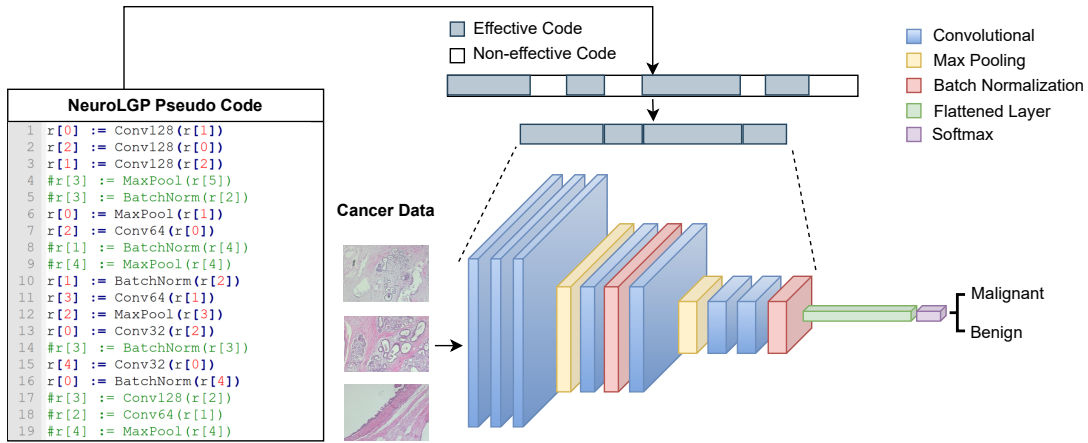 Effective Code
Non-effective Code
Convolutional
Max Pooling
Batch Normalization
Flattened Layer
Softmax
NeuroLGP Pseudo Code
1 r[0] := Conv128(r[1])
2 r[2] := Conv128(r[0])
3 r[1] := Conv128(r[2])
4 #r[3] := MaxPool(r[5])
5 #r[3] := BatchNorm(r[2])
6 r[0] := MaxPool(r[1])
7 r[2] := Conv64(r[0])
8 #r[1] := BatchNorm(r[4])
9 #r[4] := MaxPool(r[4])
10 r[1] := BatchNorm(r[2])
11 r[3] := Conv64(r[1])
12 r[2] := MaxPool(r[3])
13 r[0] := Conv32(r[2])
14 #r[3] := BatchNorm(r[3])
15 r[4] := Conv32(r[0])
16 r[0] := BatchNorm(r[4])
17 #r[3] := Conv128(r[2])
18 #r[2] := Conv64(r[1])
19 #r[4] := MaxPool(r[4])
Cancer Data
Malignant
Benign